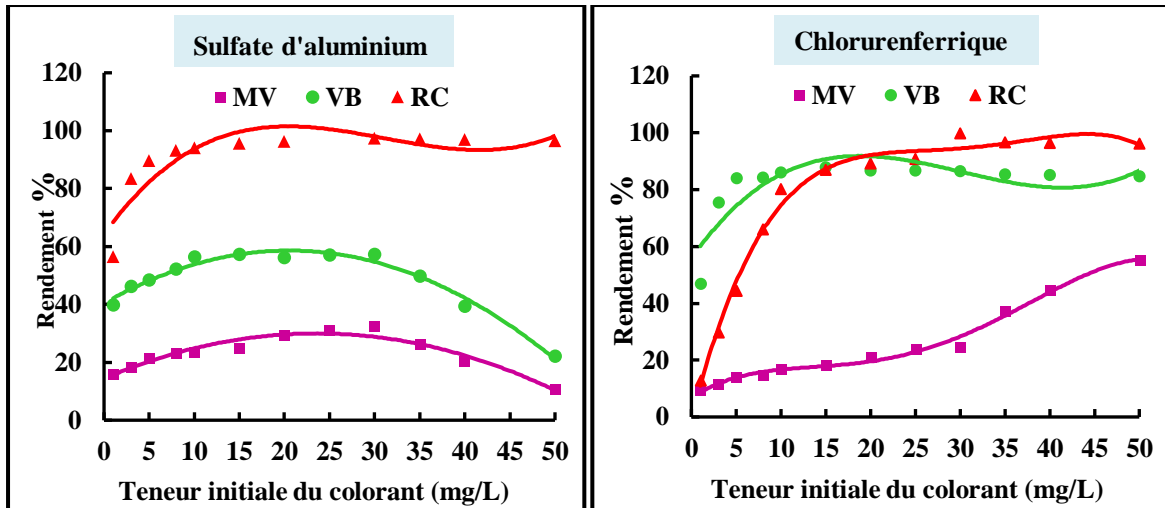 Sulfate d'aluminium
MV VB RC
Rendement %
120
100
80
60
40
20
0
0 5 10 15 20 25 30 35 40 45 50
Teneur initiale du colorant (mg/L)
Chlorurenferrique
MV VB RC
Rendement %
120
100
80
60
40
20
0
0 5 10 15 20 25 30 35 40 45 50
Teneur initiale du colorant (mg/L)